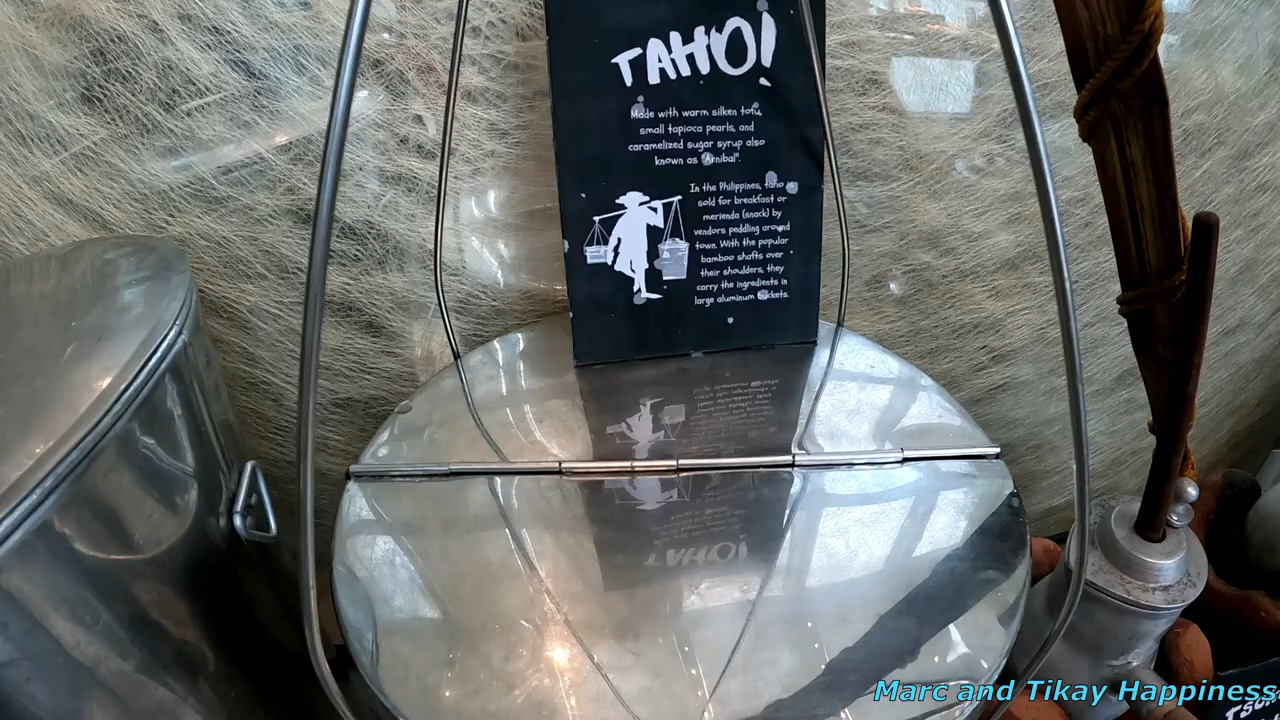 TAHO!
Made with warm silken tofu,
small tapioca pearls, and
caramelized sugar syrup also
known as "Arnibal".
In the Philippines, taho is
sold for breakfast or
merienda (snack) by
vendors peddling around
town. With the popular
bamboo shafts over
their shoulders, they
carry the ingredients in
large aluminum buckets.
Marc and Tikay Happiness